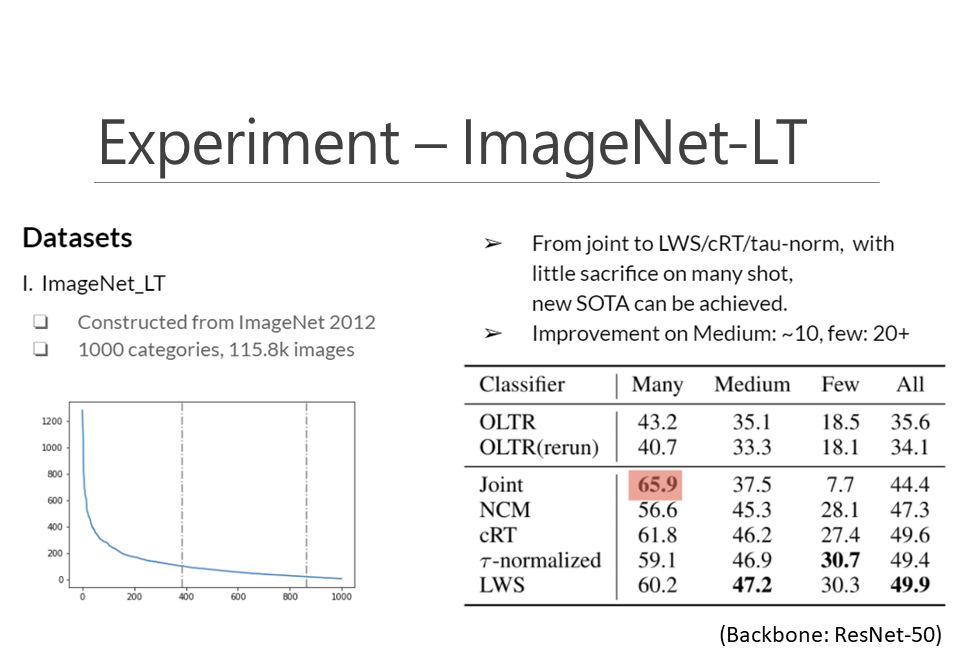 Experiment – ImageNet-LT
Datasets
I. ImageNet_LT
❑ Constructed from ImageNet 2012
❑ 1000 categories, 115.8k images
1200
1000
800
600
400
200
0
0 200 400 600 800 1000
➢ From joint to LWS/cRT/tau-norm, with
little sacrifice on many shot,
new SOTA can be achieved.
➢ Improvement on Medium: ~10, few: 20+
Classifier Many Medium Few All
OLTR 43.2 35.1 18.5 35.6
OLTR(rerun) 40.7 33.3 18.1 34.1
Joint 65.9 37.5 7.7 44.4
NCM 56.6 45.3 28.1 47.3
cRT 61.8 46.2 27.4 49.6
τ-normalized 59.1 46.9 30.7 49.4
LWS 60.2 47.2 30.3 49.9
(Backbone: ResNet-50)